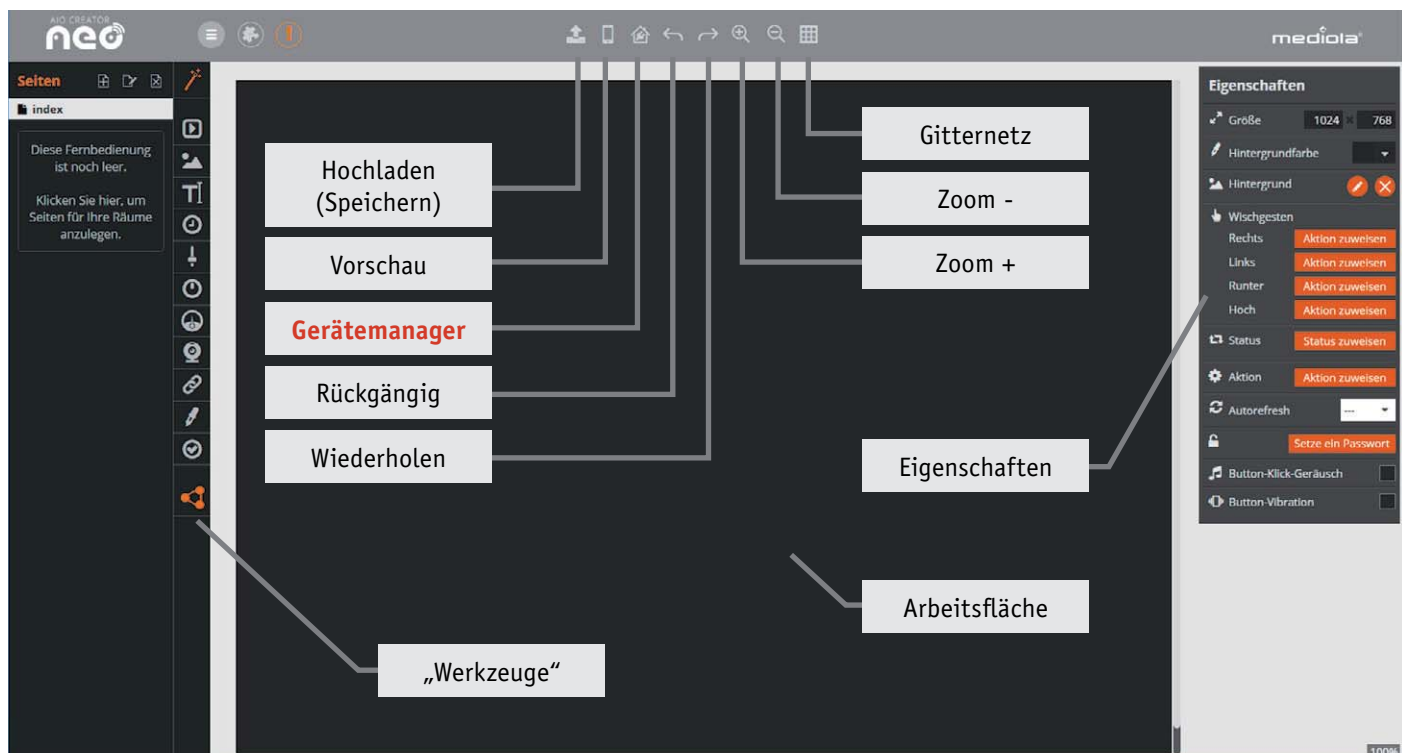 AIO CREATOR
neo
mediola
Seiten
index
Diese Fernbedienung
ist noch leer.
Klicken Sie hier, um
Seiten für Ihre Räume
anzulegen.
Hochladen
(Speichern)
Vorschau
Gerätemanager
Rückgängig
Wiederholen
„Werkzeuge“
Gitternetz
Zoom -
Zoom +
Eigenschaften
Arbeitsfläche
Eigenschaften
Größe 1024 × 768
Hintergrundfarbe
Hintergrund
Wischgesten
Rechts Aktion zuweisen
Links Aktion zuweisen
Runter Aktion zuweisen
Hoch Aktion zuweisen
Status Status zuweisen
Aktion Aktion zuweisen
Autorefresh ---
Setze ein Passwort
Button-Klick-Geräusch
Button-Vibration
100%